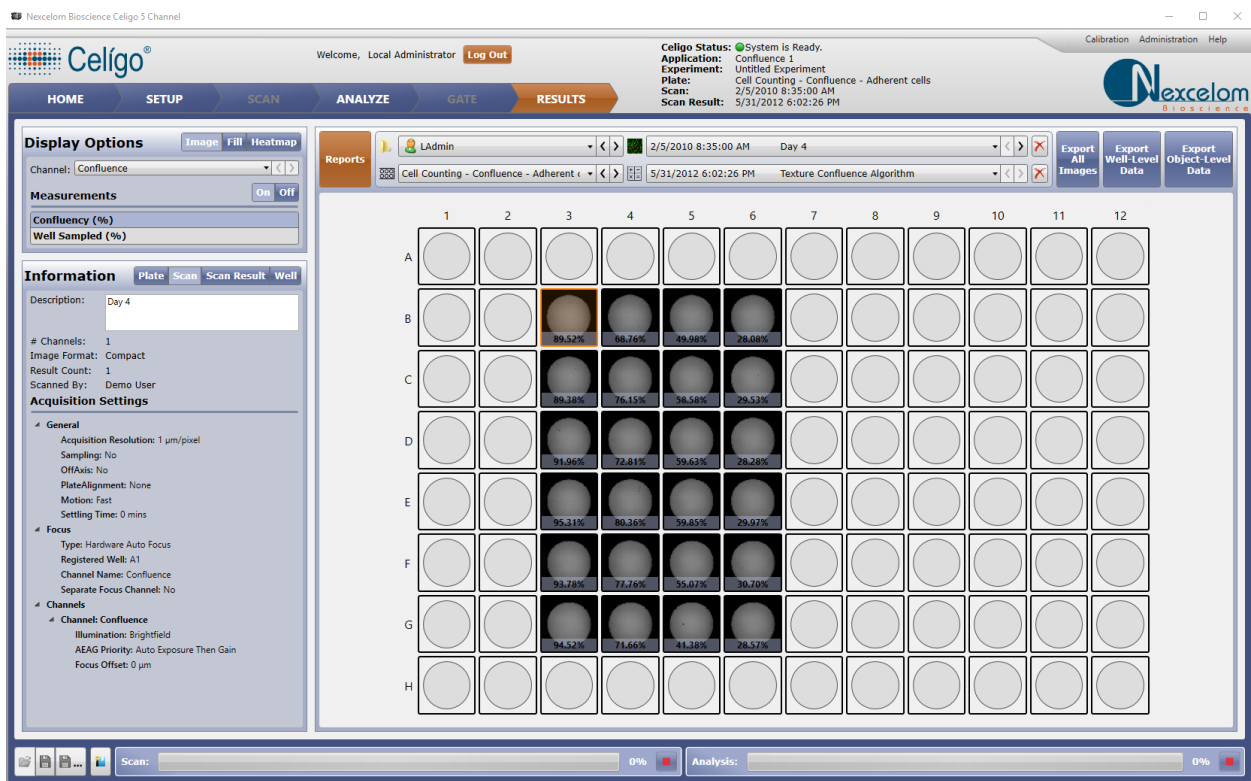 Nexcelom Bioscience Celigo 5 Channel
Celígo®
Welcome, Local Administrator Log Out
Celigo Status: System is Ready.
Application: Confluence 1
Experiment: Untitled Experiment
Plate: Cell Counting - Confluence - Adherent cells
Scan: 2/5/2010 8:35:00 AM
Scan Result: 5/31/2012 6:02:26 PM
Calibration Administration Help
Nexcelom
Bioscience
HOME SETUP SCAN ANALYZE GATE RESULTS
Display Options Image Fill Heatmap
Channel: Confluence
Measurements On Off
Confluency (%)
Well Sampled (%)
Information Plate Scan Scan Result Well
Description: Day 4
# Channels: 1
Image Format: Compact
Result Count: 1
Scanned By: Demo User
Acquisition Settings
General
Acquisition Resolution: 1 µm/pixel
Sampling: No
OffAxis: No
PlateAlignment: None
Motion: Fast
Settling Time: 0 mins
Focus
Type: Hardware Auto Focus
Registered Well: A1
Channel Name: Confluence
Separate Focus Channel: No
Channels
Channel: Confluence
Illumination: Brightfield
AEAG Priority: Auto Exposure Then Gain
Focus Offset: 0 µm
Reports
LAdmin 2/5/2010 8:35:00 AM Day 4
Cell Counting - Confluence - Adherent 5/31/2012 6:02:26 PM Texture Confluence Algorithm
Export All Images
Export Well-Level Data
Export Object-Level Data
1 2 3 4 5 6 7 8 9 10 11 12
A
B
89.52% 68.76% 49.98% 28.08%
C
89.38% 76.15% 58.58% 29.53%
D
91.96% 72.81% 59.63% 28.28%
E
95.31% 80.36% 59.85% 29.97%
F
93.78% 77.76% 55.07% 30.70%
G
94.52% 71.66% 41.38% 28.57%
H
Scan: 0% Analysis: 0%